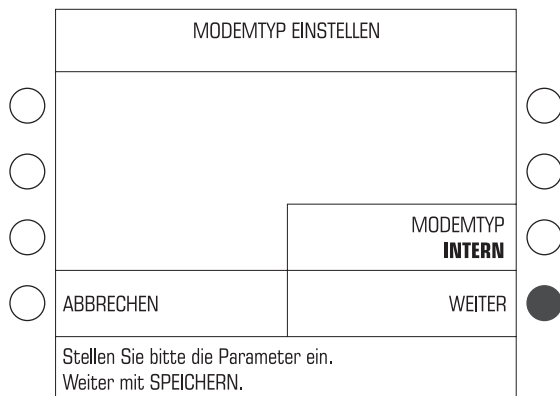 MODEMTYP EINSTELLEN
MODEMTYP
INTERN
ABBRECHEN
WEITER
Stellen Sie bitte die Parameter ein.
Weiter mit SPEICHERN.